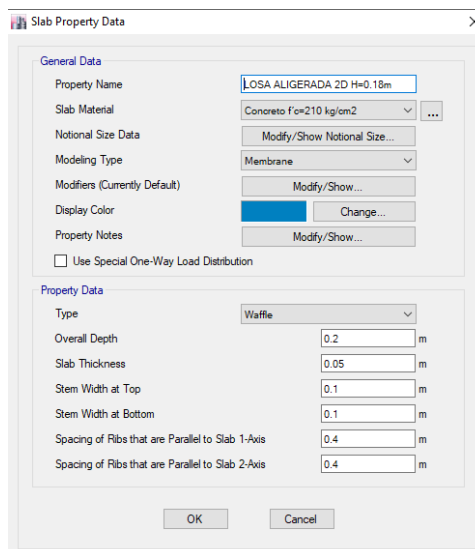 Slab Property Data
General Data
Property Name LOSA ALIGERADA 2D H=0.18m
Slab Material Concreto f'c=210 kg/cm2 ...
Notional Size Data Modify/Show Notional Size...
Modeling Type Membrane
Modifiers (Currently Default) Modify/Show...
Display Color Change...
Property Notes Modify/Show...
Use Special One-Way Load Distribution
Property Data
Type Waffle
Overall Depth 0.2 m
Slab Thickness 0.05 m
Stem Width at Top 0.1 m
Stem Width at Bottom 0.1 m
Spacing of Ribs that are Parallel to Slab 1-Axis 0.4 m
Spacing of Ribs that are Parallel to Slab 2-Axis 0.4 m
OK Cancel